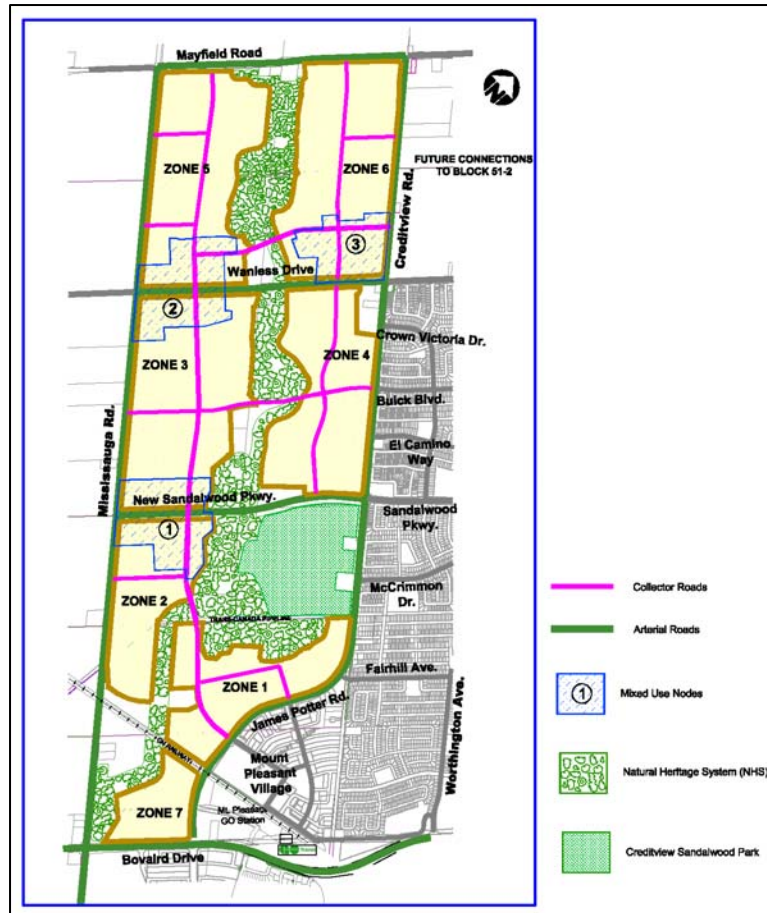 Mayfield Road
N
ZONE 5
ZONE 6
FUTURE CONNECTIONS
TO BLOCK 51-2
Creditview Rd.
3
Wanless Drive
2
ZONE 3
ZONE 4
Crown Victoria Dr.
Buick Blvd.
El Camino
Way
Mississauga Rd.
New Sandalwood Pkwy.
Sandalwood
Pkwy.
1
McCrimmon
Dr.
ZONE 2
TRANS-CANADA PIPELINE
Fairhill Ave.
ZONE 1
James Potter Rd.
Worthington Ave.
Mount
Pleasant
Village
ZONE 7
GO Station
Bovaird Drive
Collector Roads
Arterial Roads
1
Mixed Use Nodes
Natural Heritage System (NHS)
Creditview Sandalwood Park